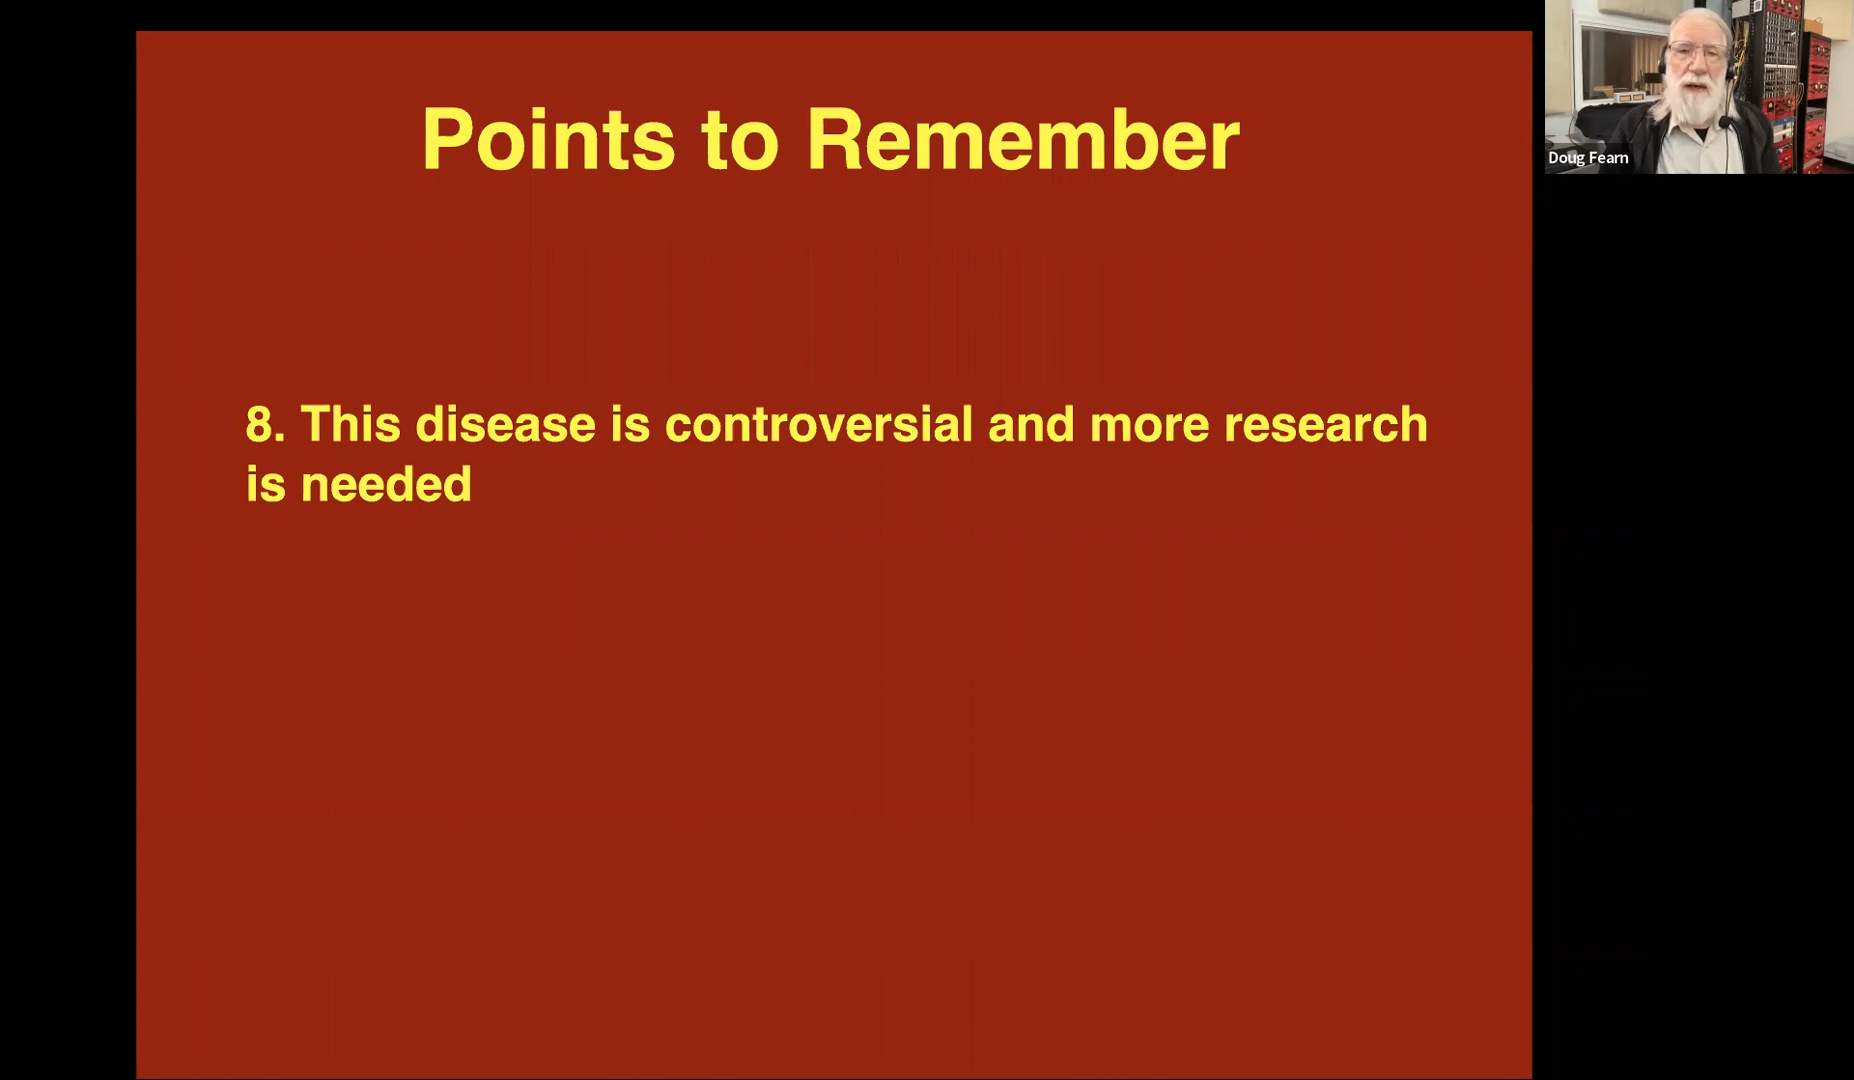 Points to Remember
8. This disease is controversial and more research
is needed
Doug Fearn